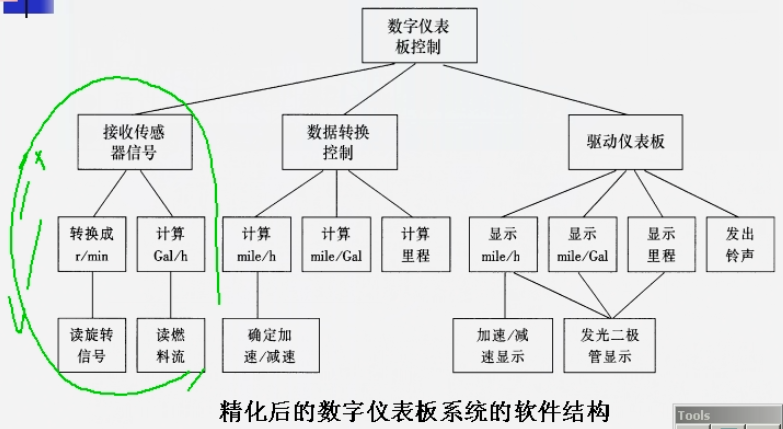 数字仪表
板控制
接收传感
器信号
数据转换
控制
驱动仪表板
转换成
r/min
计算
Gal/h
计算
mile/h
计算
mile/Gal
计算
里程
显示
mile/h
显示
mile/Gal
显示
里程
发出
铃声
读旋转
信号
读燃
料流
确定加
速/减速
加速/减
速显示
发光二极
管显示
精化后的数字仪表板系统的软件结构
Tools